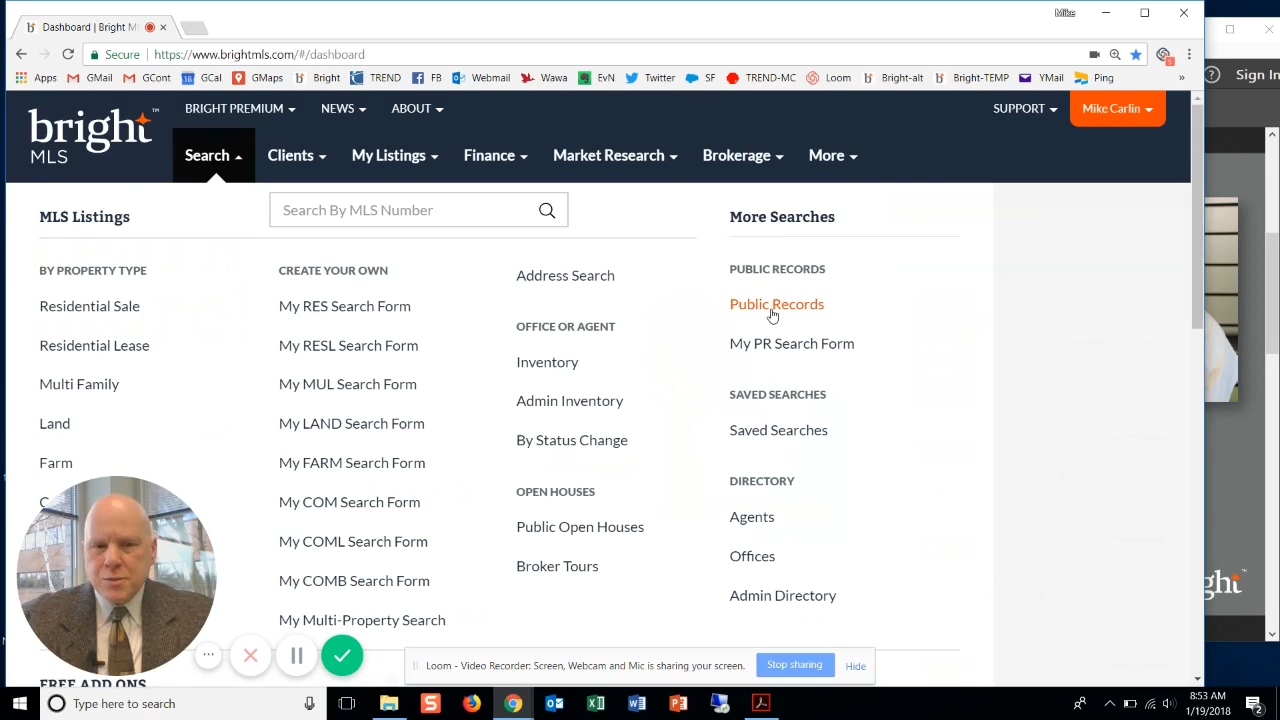 Mike
Dashboard | Bright M
Secure
https://www.brightmls.com/#/dashboard
Apps
GMail
GCont
18
GCal
GMaps
Bright
TREND
FB
Webmail
Wawa
EvN
Twitter
SF
TREND-MC
Loom
Bright-alt
Bright-TEMP
YMail
Ping
»
Sign In
bright™
MLS
BRIGHT PREMIUM
NEWS
ABOUT
SUPPORT
Mike Carlin
Search
Clients
My Listings
Finance
Market Research
Brokerage
More
MLS Listings
Search By MLS Number
BY PROPERTY TYPE
Residential Sale
Residential Lease
Multi Family
Land
Farm
CREATE YOUR OWN
My RES Search Form
My RESL Search Form
My MUL Search Form
My LAND Search Form
My FARM Search Form
My COM Search Form
My COML Search Form
My COMB Search Form
My Multi-Property Search
Address Search
OFFICE OR AGENT
Inventory
Admin Inventory
By Status Change
OPEN HOUSES
Public Open Houses
Broker Tours
More Searches
PUBLIC RECORDS
Public Records
My PR Search Form
SAVED SEARCHES
Saved Searches
DIRECTORY
Agents
Offices
Admin Directory
FREE ADD ONS
Loom - Video Recorder: Screen, Webcam and Mic is sharing your screen.
Stop sharing
Hide
ght™
Type here to search
8:53 AM
1/19/2018
2